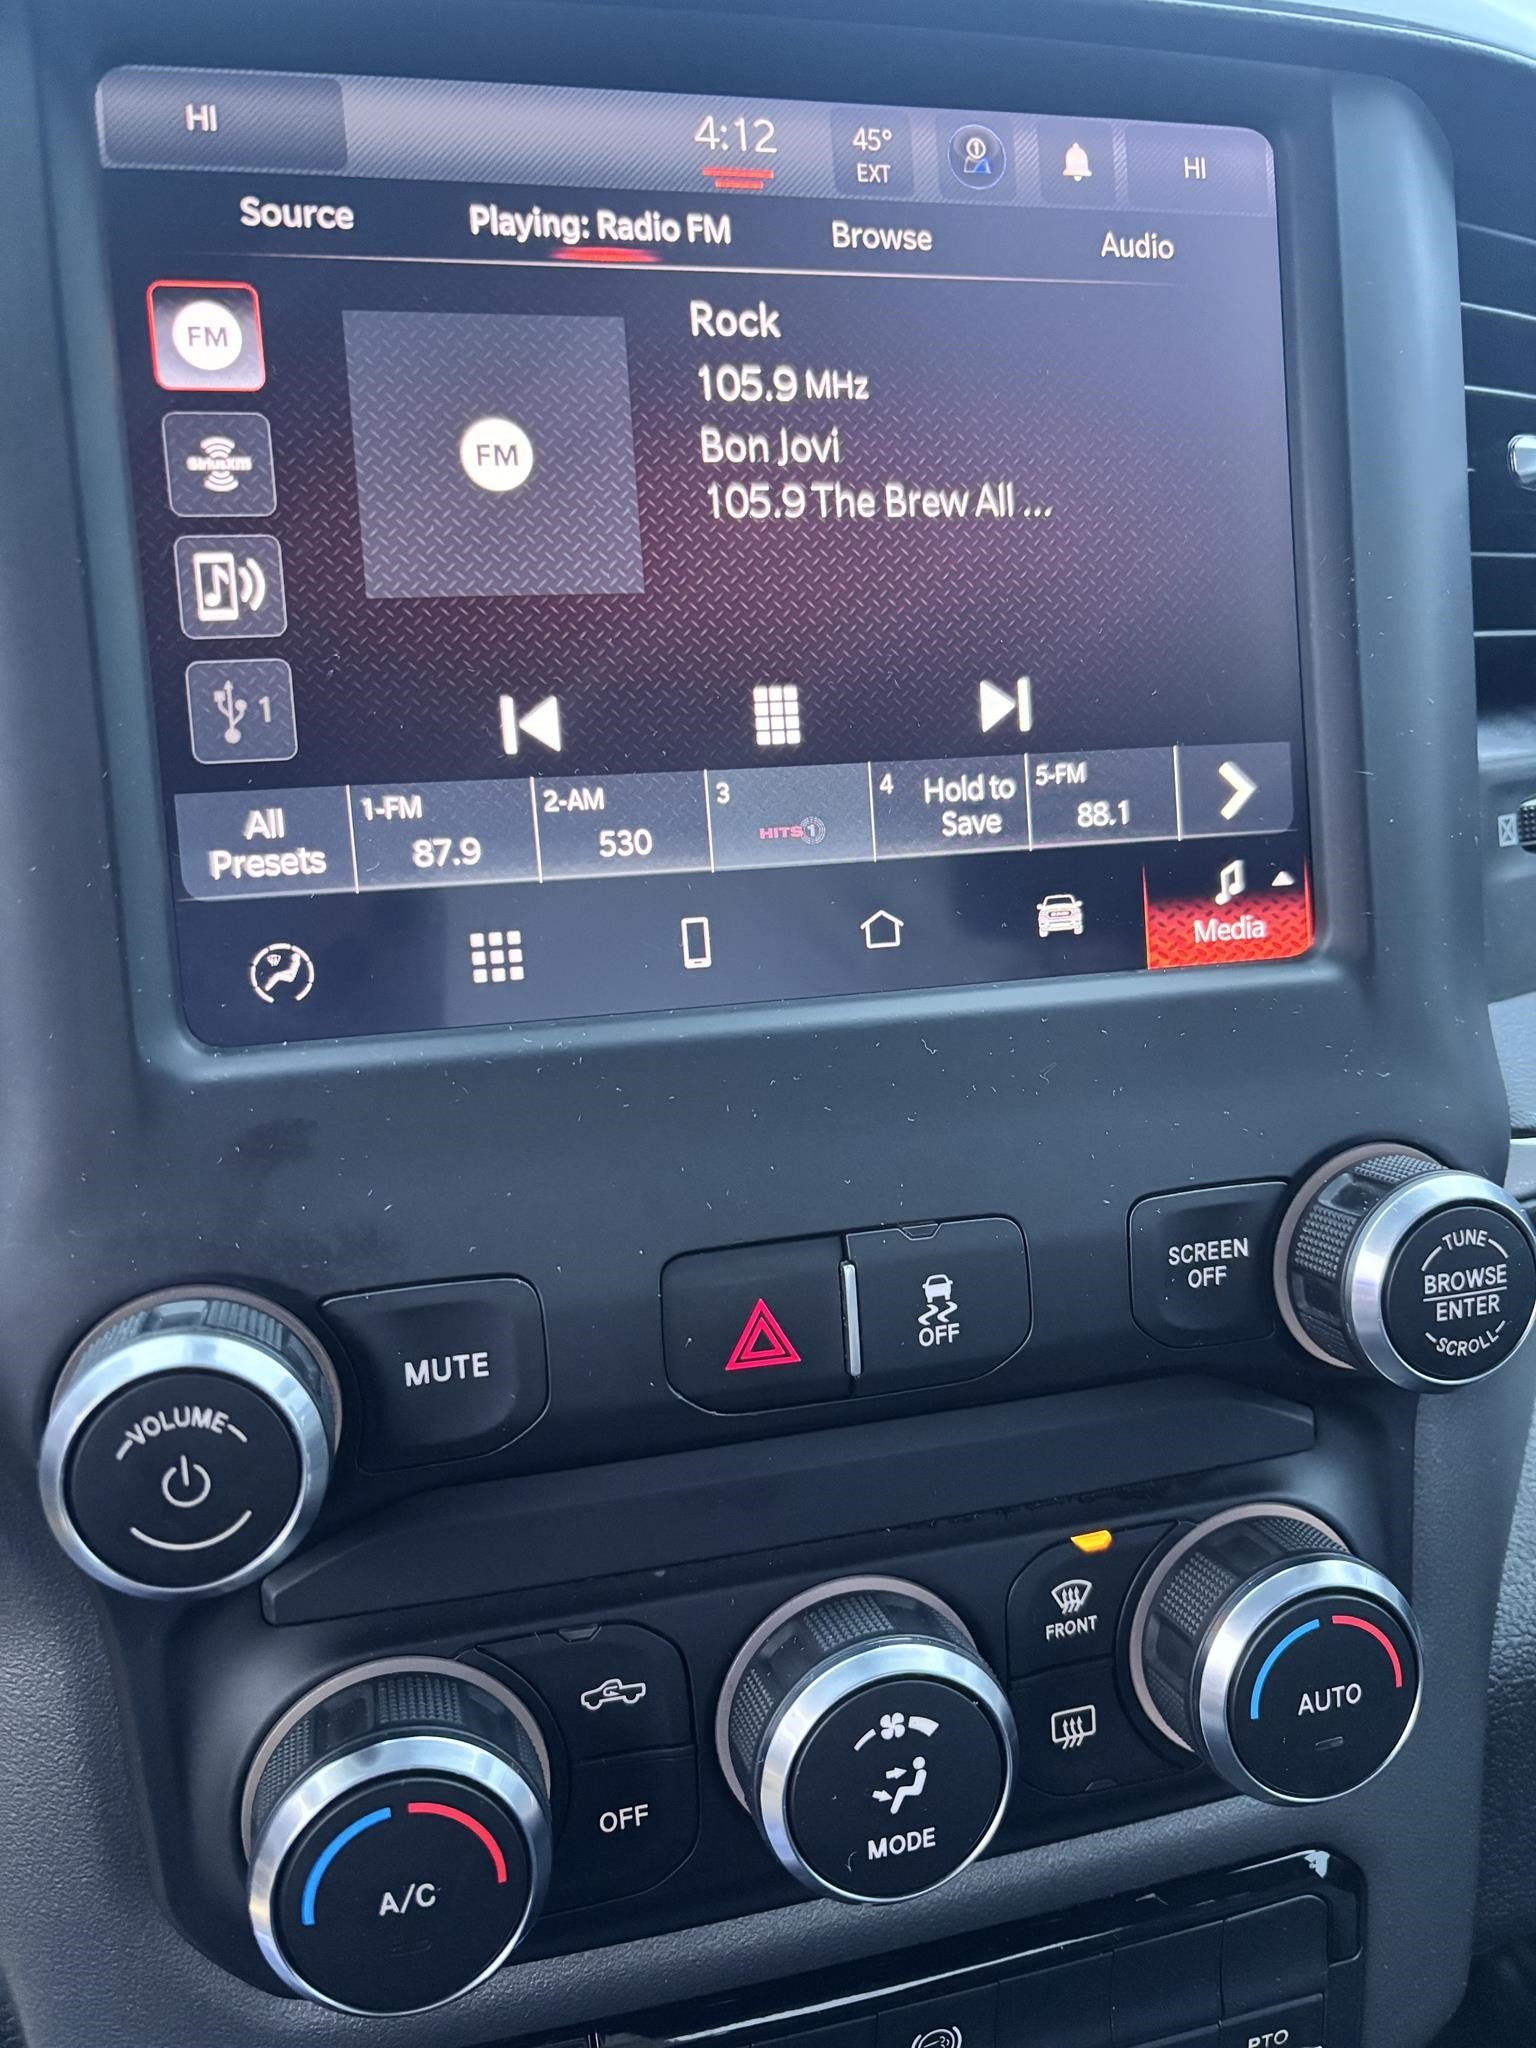 HI
4:12
45°
EXT
1
HI
Source
Playing: Radio FM
Browse
Audio
FM
FM
Rock
105.9 MHz
Bon Jovi
105.9 The Brew All ...
SiriusXM
1
All
Presets
1-FM
87.9
2-AM
530
3
HITS 1
4
Hold to
Save
5-FM
88.1
Media
VOLUME
MUTE
OFF
SCREEN
OFF
TUNE
BROWSE
ENTER
SCROLL
FRONT
A/C
OFF
MODE
AUTO
PTO